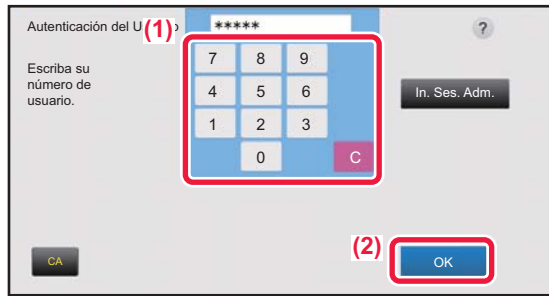 Autenticación del U
(1)
*****
?
Escriba su
número de
usuario.
7 8 9
4 5 6
1 2 3
0 C
In. Ses. Adm.
(2)
CA
OK